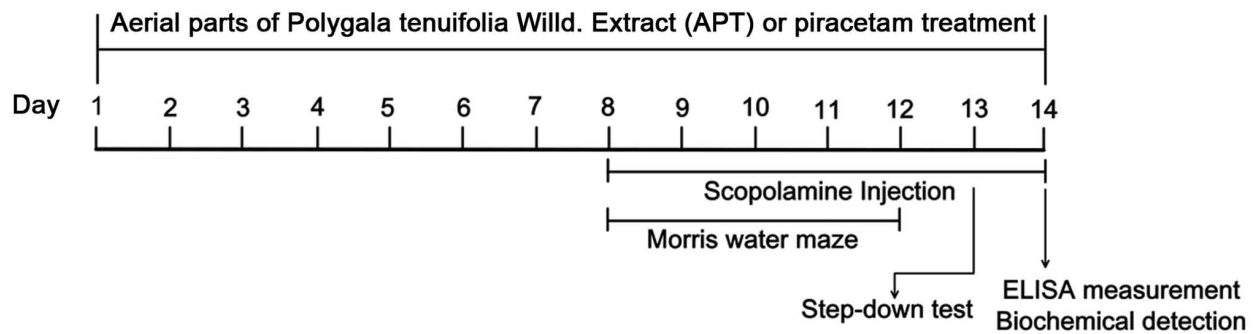 Aerial parts of Polygala tenuifolia Willd. Extract (APT) or piracetam treatment
Day 1 2 3 4 5 6 7 8 9 10 11 12 13 14
Scopolamine Injection
Morris water maze
Step-down test
ELISA measurement
Biochemical detection